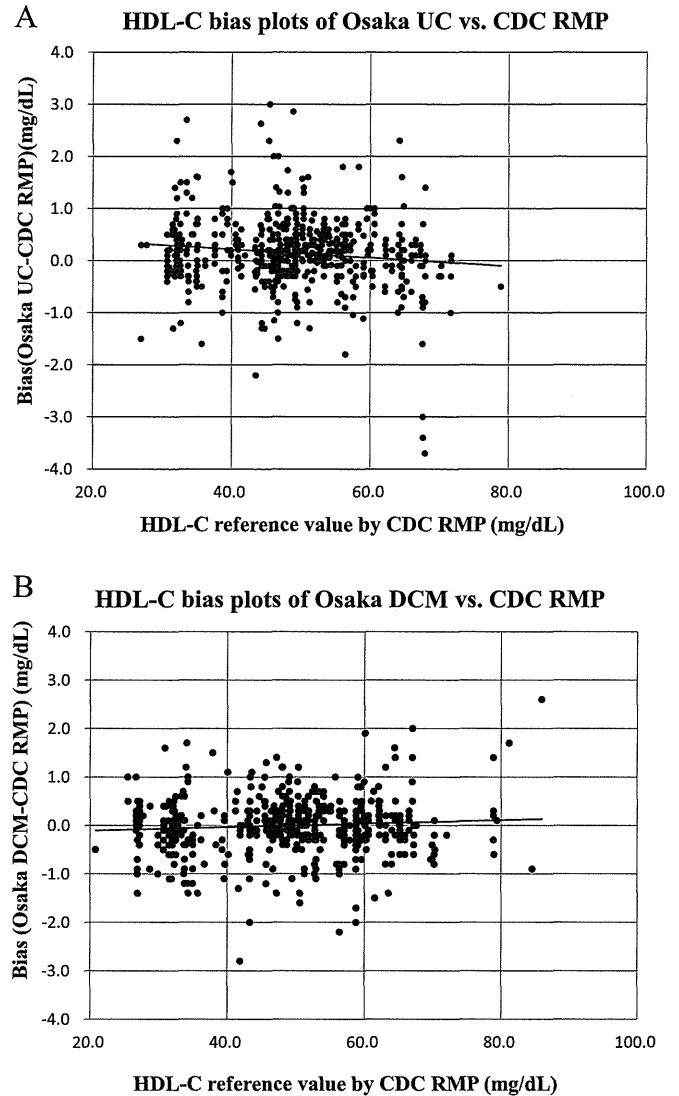 A
HDL-C bias plots of Osaka UC vs. CDC RMP
Bias(Osaka UC-CDC RMP)(mg/dL)
4.0
3.0
2.0
1.0
0.0
-1.0
-2.0
-3.0
-4.0
20.0 40.0 60.0 80.0 100.0
HDL-C reference value by CDC RMP (mg/dL)
B
HDL-C bias plots of Osaka DCM vs. CDC RMP
Bias (Osaka DCM-CDC RMP) (mg/dL)
4.0
3.0
2.0
1.0
0.0
-1.0
-2.0
-3.0
-4.0
20.0 40.0 60.0 80.0 100.0
HDL-C reference value by CDC RMP (mg/dL)